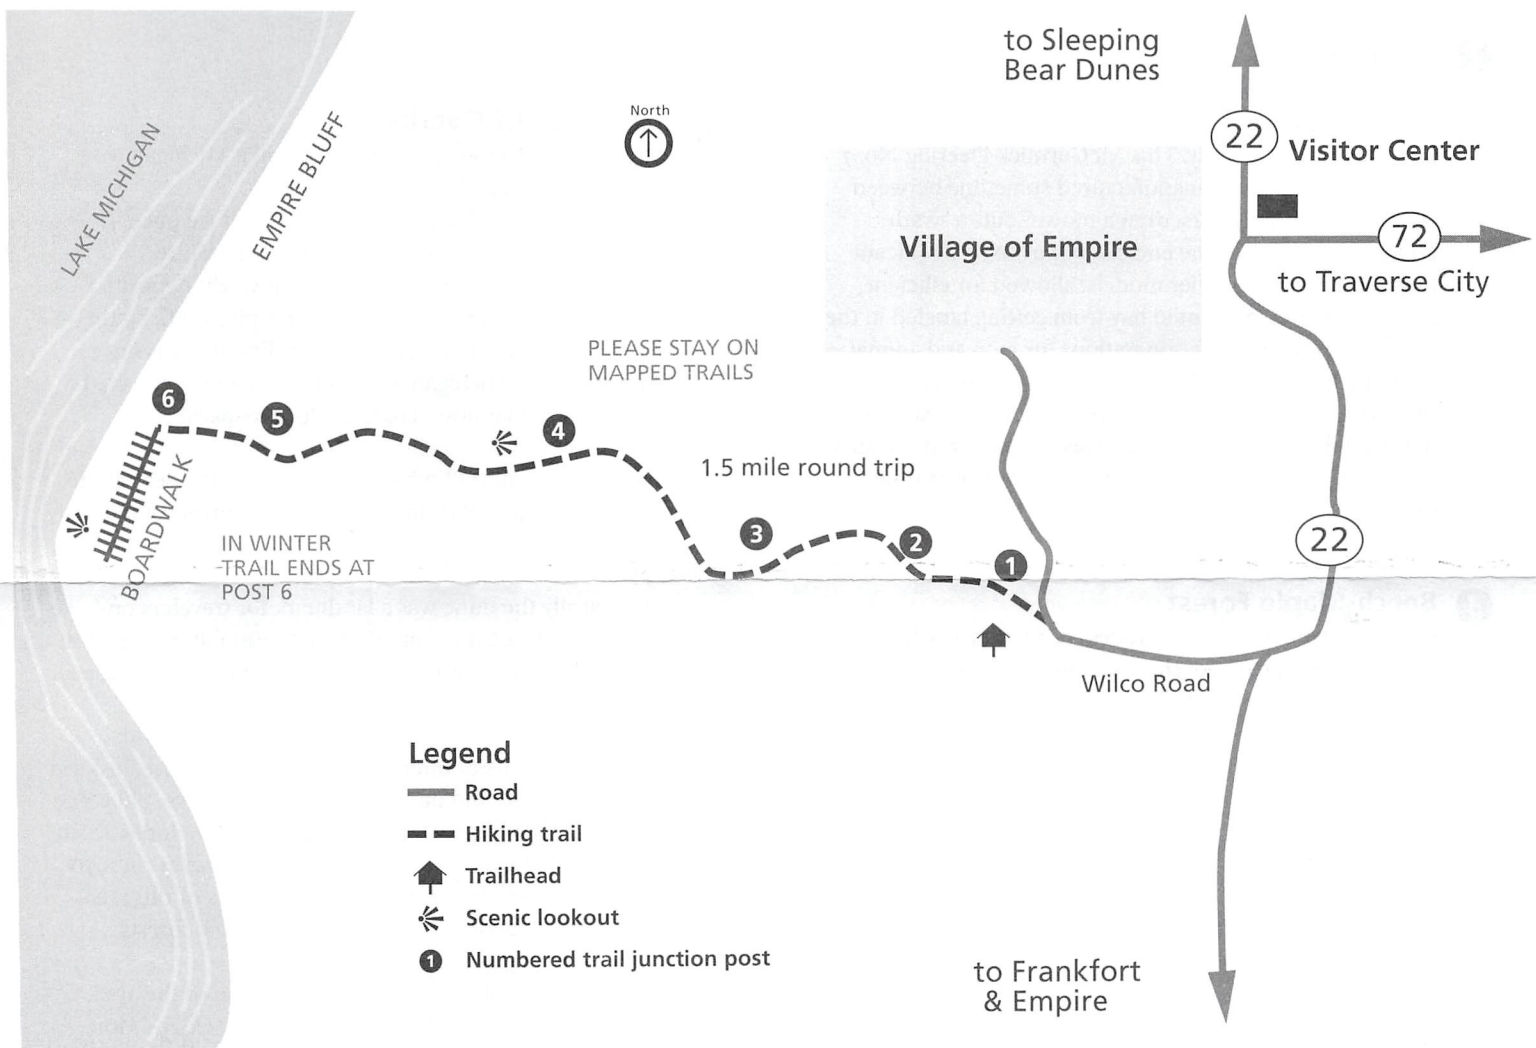 to Sleeping
Bear Dunes
North
22
Visitor Center
LAKE MICHIGAN
EMPIRE BLUFF
Village of Empire
72
to Traverse City
PLEASE STAY ON
MAPPED TRAILS
6
5
4
1.5 mile round trip
BOARDWALK
3
2
1
22
IN WINTER
TRAIL ENDS AT
POST 6
Wilco Road
Legend
Road
Hiking trail
Trailhead
Scenic lookout
1 Numbered trail junction post
to Frankfort
& Empire